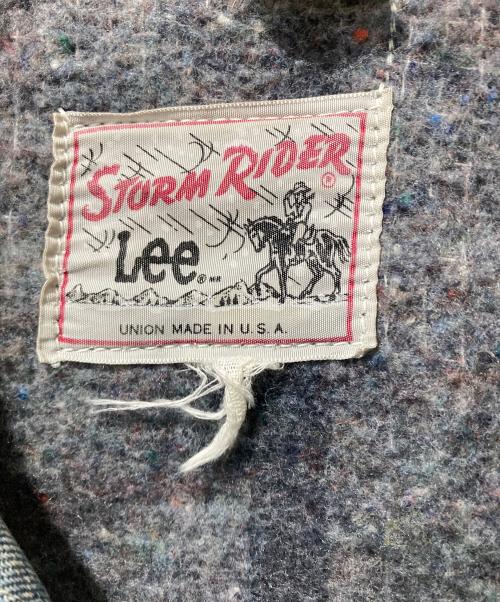 STORM RIDER®
Lee® MR
UNION MADE IN U.S.A.